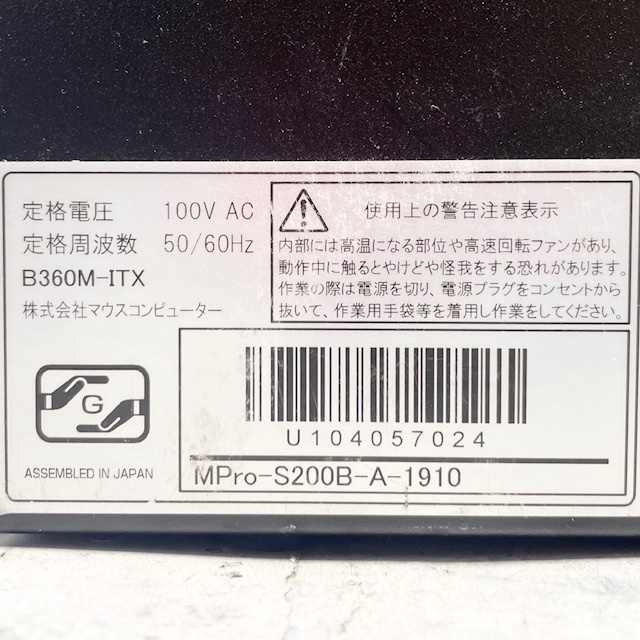 定格電圧 100V AC
定格周波数 50/60Hz
B360M-ITX
株式会社マウスコンピューター
使用上の警告注意表示
内部には高温になる部位や高速回転ファンがあり、
動作中に触るとやけどや怪我をする恐れがあります。
作業の際は電源を切り、電源プラグをコンセントから
抜いて、作業用手袋等を着用し作業をしてください。
G
ASSEMBLED IN JAPAN
U104057024
MPro-S200B-A-1910